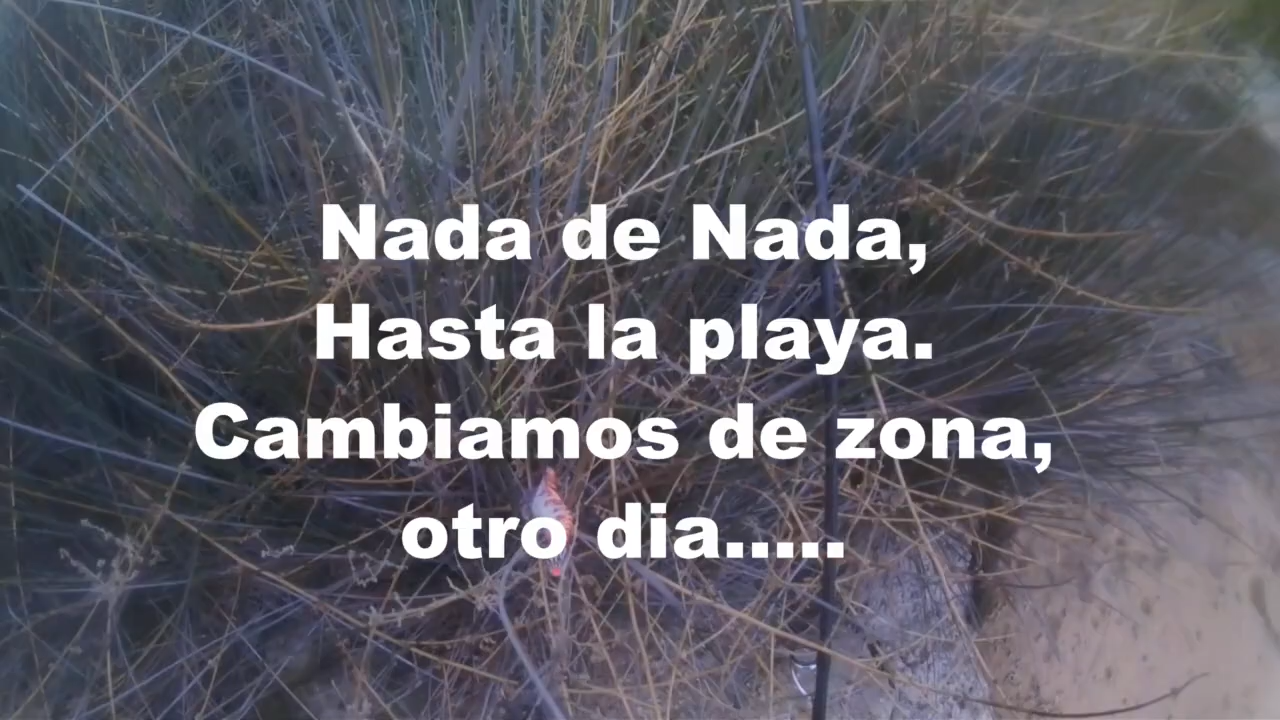 Nada de Nada,
Hasta la playa.
Cambiamos de zona,
otro dia.....